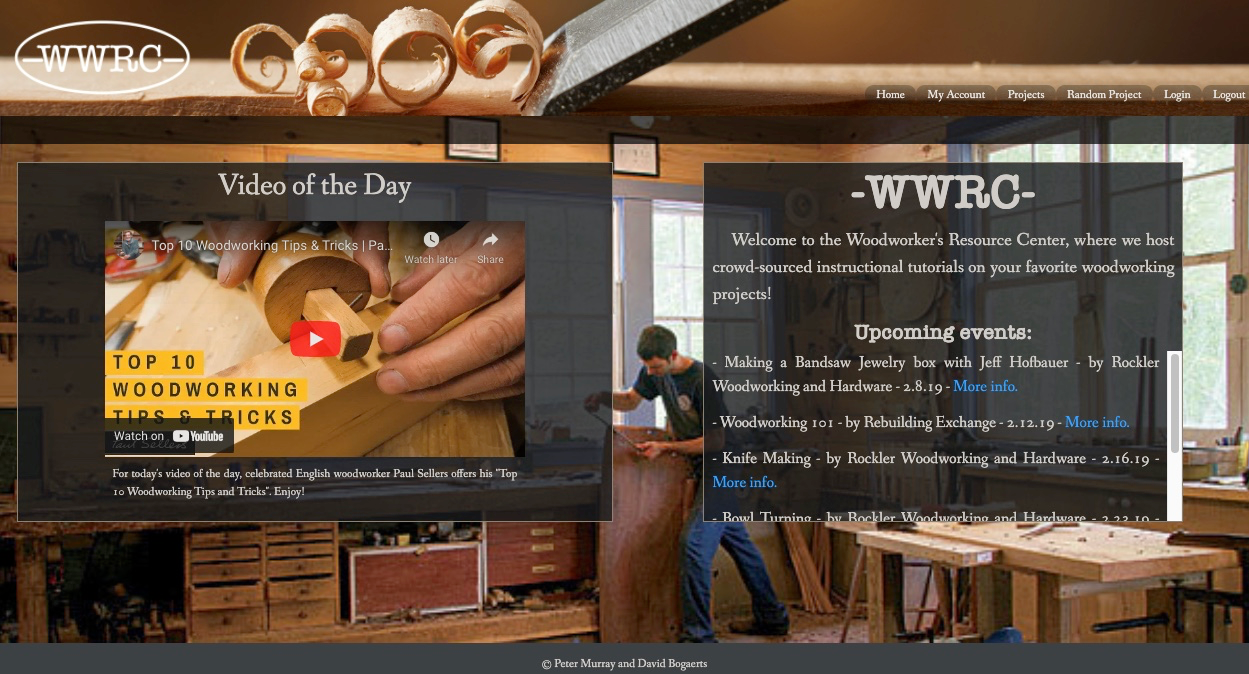 -WWRC-
Home My Account Projects Random Project Login Logout
Video of the Day
Top 10 Woodworking Tips & Tricks | Pa...
Watch later
Share
TOP 10
WOODWORKING
TIPS & TRICKS
Watch on YouTube
Paul Sellers
For today's video of the day, celebrated English woodworker Paul Sellers offers his "Top
10 Woodworking Tips and Tricks". Enjoy!
-WWRC-
Welcome to the Woodworker's Resource Center, where we host
crowd-sourced instructional tutorials on your favorite woodworking
projects!
Upcoming events:
- Making a Bandsaw Jewelry box with Jeff Hofbauer - by Rockler
Woodworking and Hardware - 2.8.19 - More info.
- Woodworking 101 - by Rebuilding Exchange - 2.12.19 - More info.
- Knife Making - by Rockler Woodworking and Hardware - 2.16.19 -
More info.
- Bowl Turning - by Rockler Woodworking and Hardware - 2.23.19 -
© Peter Murray and David Bogaerts